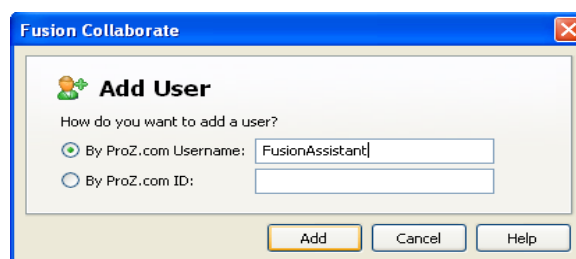 Fusion Collaborate
Add User
How do you want to add a user?
By ProZ.com Username: FusionAssistant
By ProZ.com ID:
Add Cancel Help